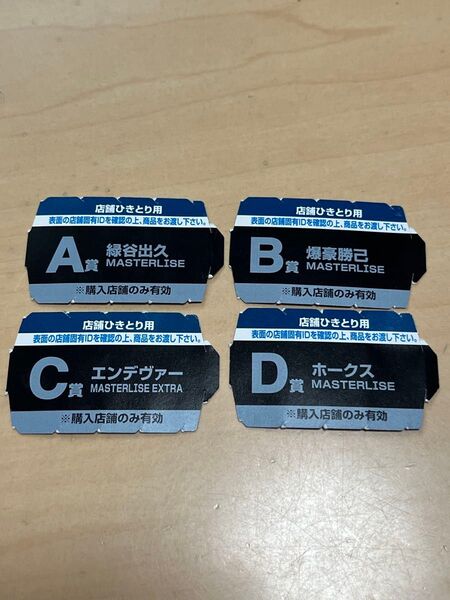 店舗ひきとり用
表面の店舗固有IDを確認の上、商品をお渡し下さい。
A賞 緑谷出久
MASTERLISE
※購入店舗のみ有効
店舗ひきとり用
表面の店舗固有IDを確認の上、商品をお渡し下さい。
B賞 爆豪勝己
MASTERLISE
※購入店舗のみ有効
店舗ひきとり用
表面の店舗固有IDを確認の上、商品をお渡し下さい。
C賞 エンデヴァー
MASTERLISE EXTRA
※購入店舗のみ有効
店舗ひきとり用
表面の店舗固有IDを確認の上、商品をお渡し下さい。
D賞 ホークス
MASTERLISE
※購入店舗のみ有効